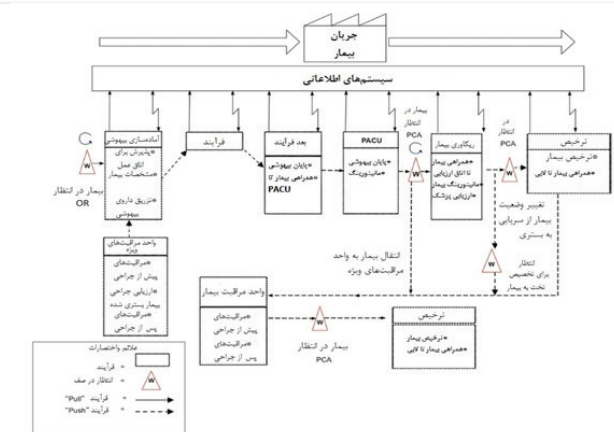 جریان
بیمار
سیستم‌های اطلاعاتی
آماده‌سازی بیهوشی
*پذیرش برای
اتاق عمل
*مشخصات بیمار
*تزریق داروی
بیهوشی
W
بیمار در انتظار
OR
فرآیند
بعد فرآیند
*پایان بیهوشی
*همراهی بیمار تا
PACU
PACU
*پایان بیهوشی
*مانیتورینگ
بیمار در
انتظار
PCA
W
ریکاوری بیمار
*همراهی بیمار
تا اتاق ارزیابی
*مانیتورینگ بیمار
*ارزیابی پزشک
در
انتظار
PCA
W
ترخیص
*ترخیص بیمار
*همراهی بیمار تا لابی
تغییر وضعیت
بیمار از سرپایی
به بستری
W
انتظار
برای تخصیص
تخت به بیمار
واحد مراقبت‌های
ویژه
*مراقبت‌های
پیش از جراحی
*ارزیابی جراحی
بیمار بستری شده
*مراقبت‌های
پس از جراحی
انتقال بیمار به واحد
مراقبت‌های ویژه
واحد مراقبت بیمار
*مراقبت‌های
پیش از جراحی
*مراقبت‌های
پس از جراحی
W
بیمار در انتظار
PCA
ترخیص
*ترخیص بیمار
*همراهی بیمار تا لابی
علائم واختصارات
= فرآیند
W = انتظار در صف
= فرآیند "Pull"
= فرآیند "Push"